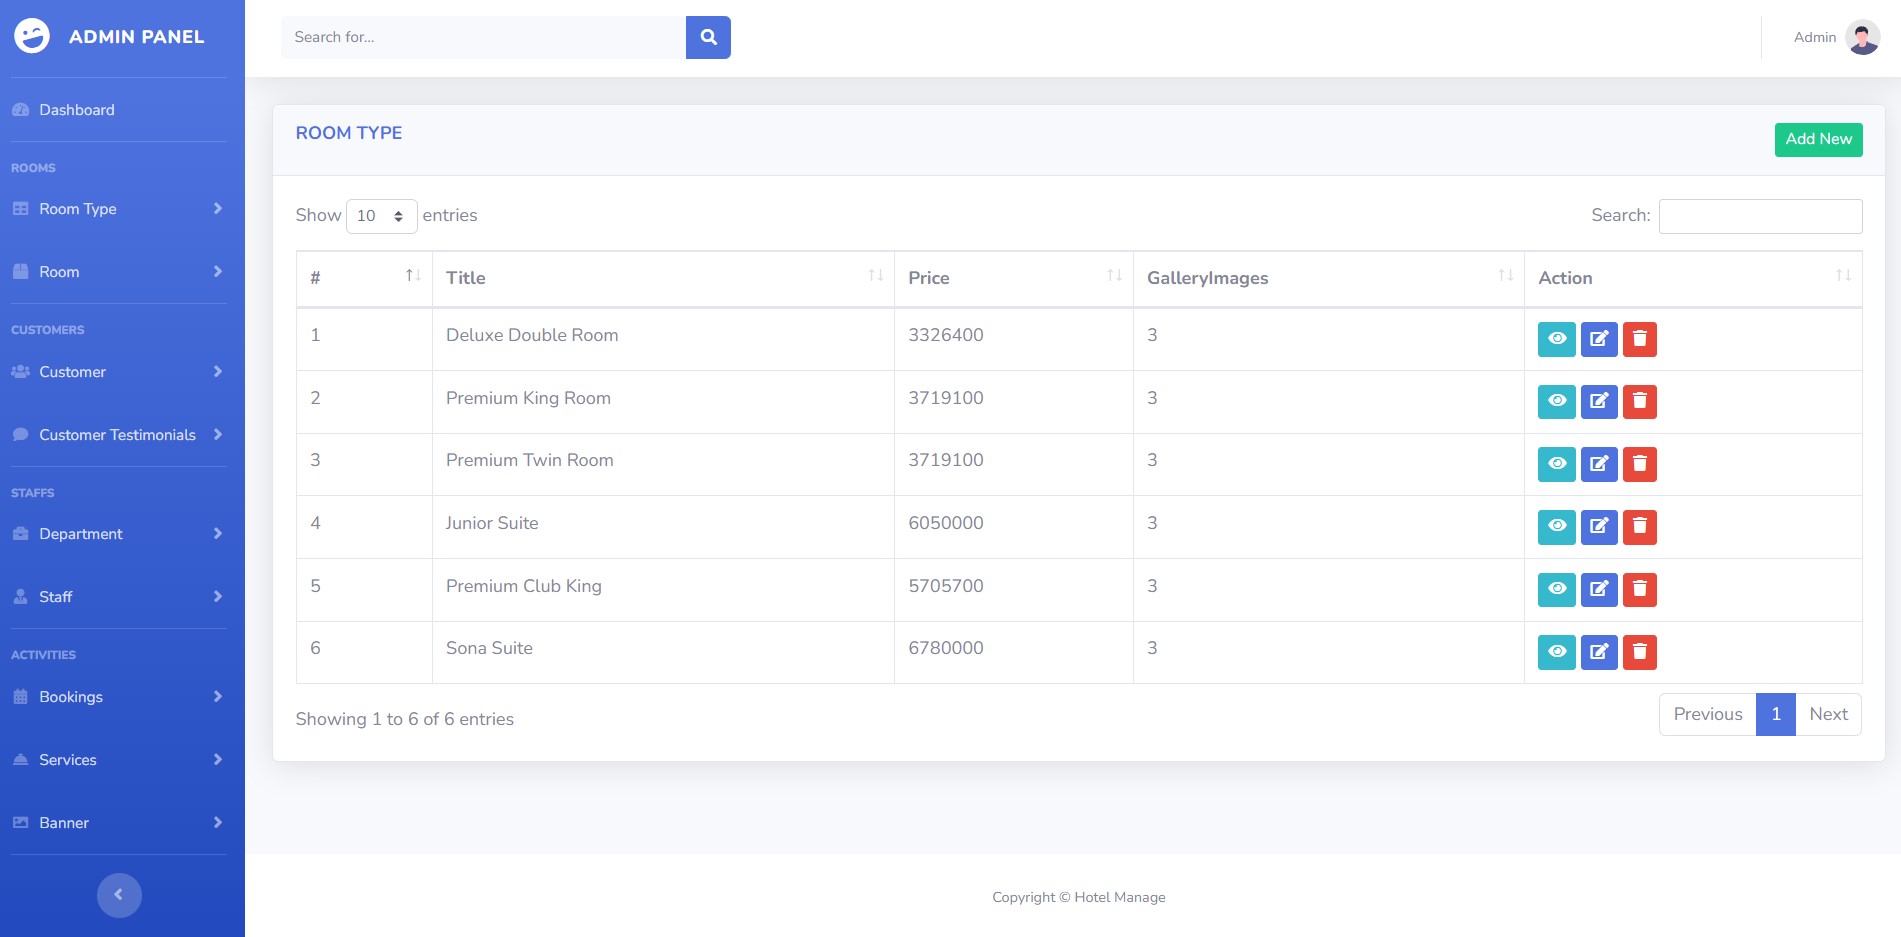 ADMIN PANEL
Search for...
Admin
Dashboard
ROOMS
Room Type
Room
CUSTOMERS
Customer
Customer Testimonials
STAFFS
Department
Staff
ACTIVITIES
Bookings
Services
Banner
ROOM TYPE
Add New
Show 10 entries
Search:
# Title Price GalleryImages Action
1 Deluxe Double Room 3326400 3
2 Premium King Room 3719100 3
3 Premium Twin Room 3719100 3
4 Junior Suite 6050000 3
5 Premium Club King 5705700 3
6 Sona Suite 6780000 3
Showing 1 to 6 of 6 entries
Previous 1 Next
Copyright © Hotel Manage